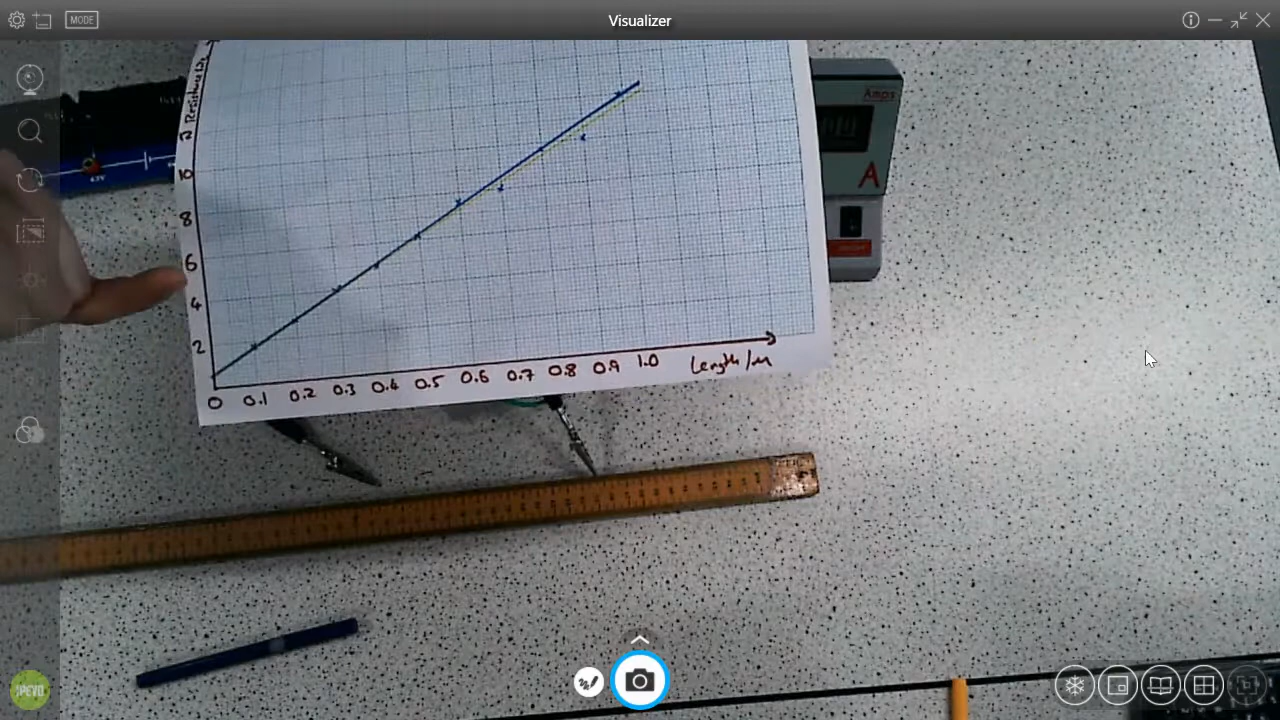 MODE
Visualizer
Resistance/Ω
12
10
8
6
4
2
0 0.1 0.2 0.3 0.4 0.5 0.6 0.7 0.8 0.9 1.0 Length/m
Amps
A
iPEVO